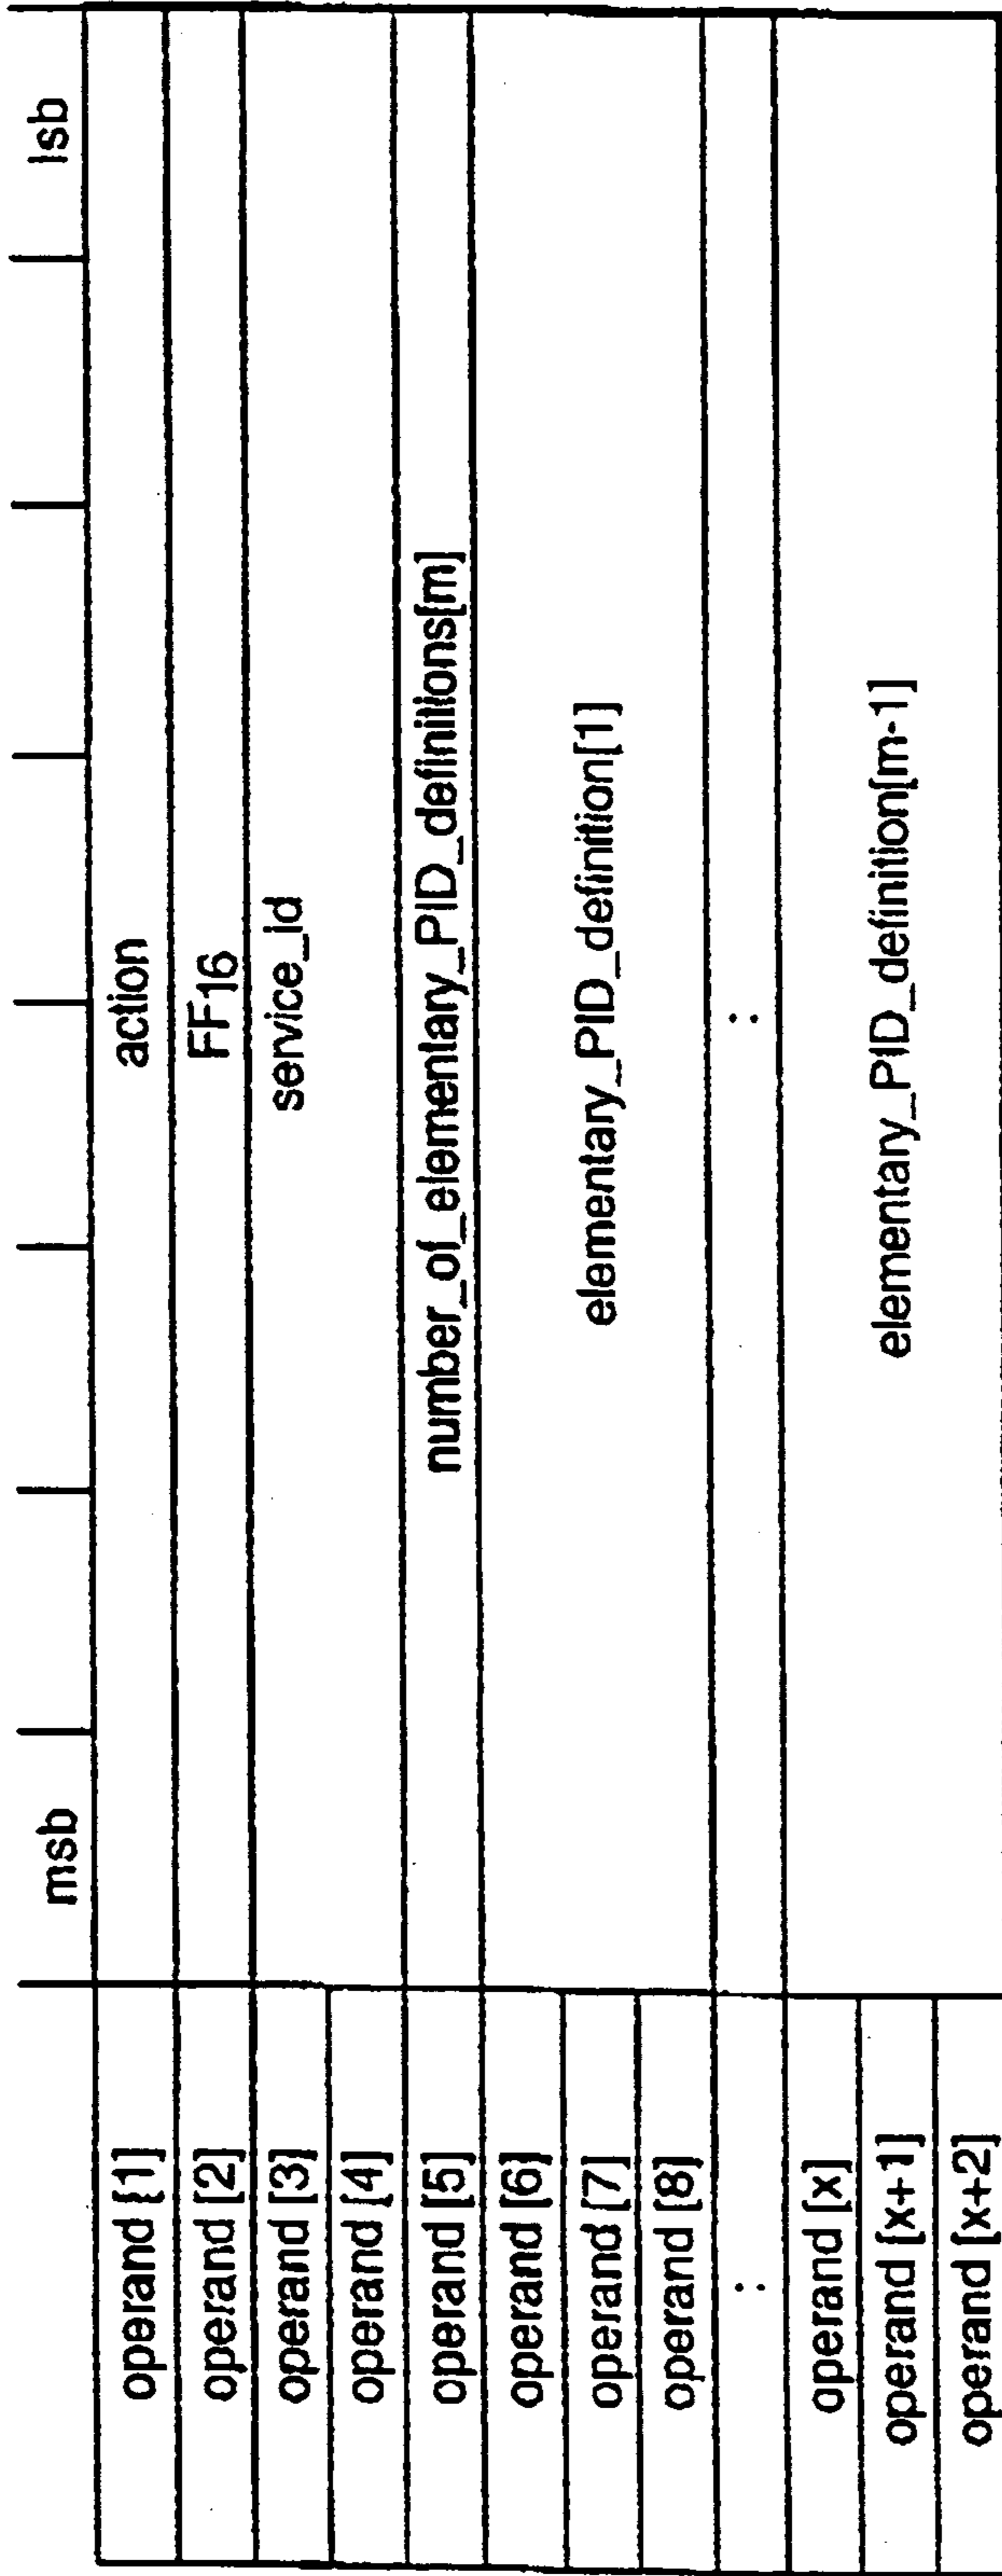 msb lsb
operand [1] action
operand [2] FF16
operand [3] service_id
operand [4]
operand [5] number_of_elementary_PID_definitions[m]
operand [6]
operand [7] elementary_PID_definition[1]
operand [8]
: :
operand [x]
operand [x+1] elementary_PID_definition[m-1]
operand [x+2]